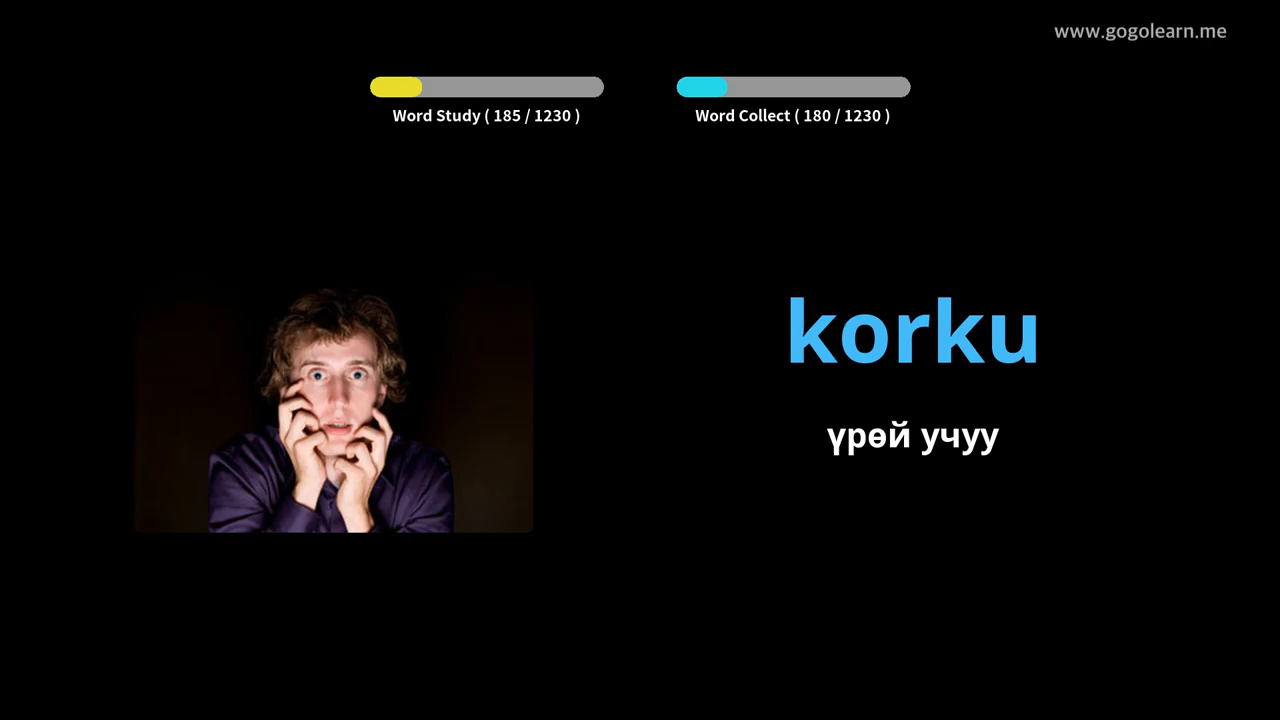 www.gogolearn.me
Word Study ( 185 / 1230 )
Word Collect ( 180 / 1230 )
korku
үрөй учуу